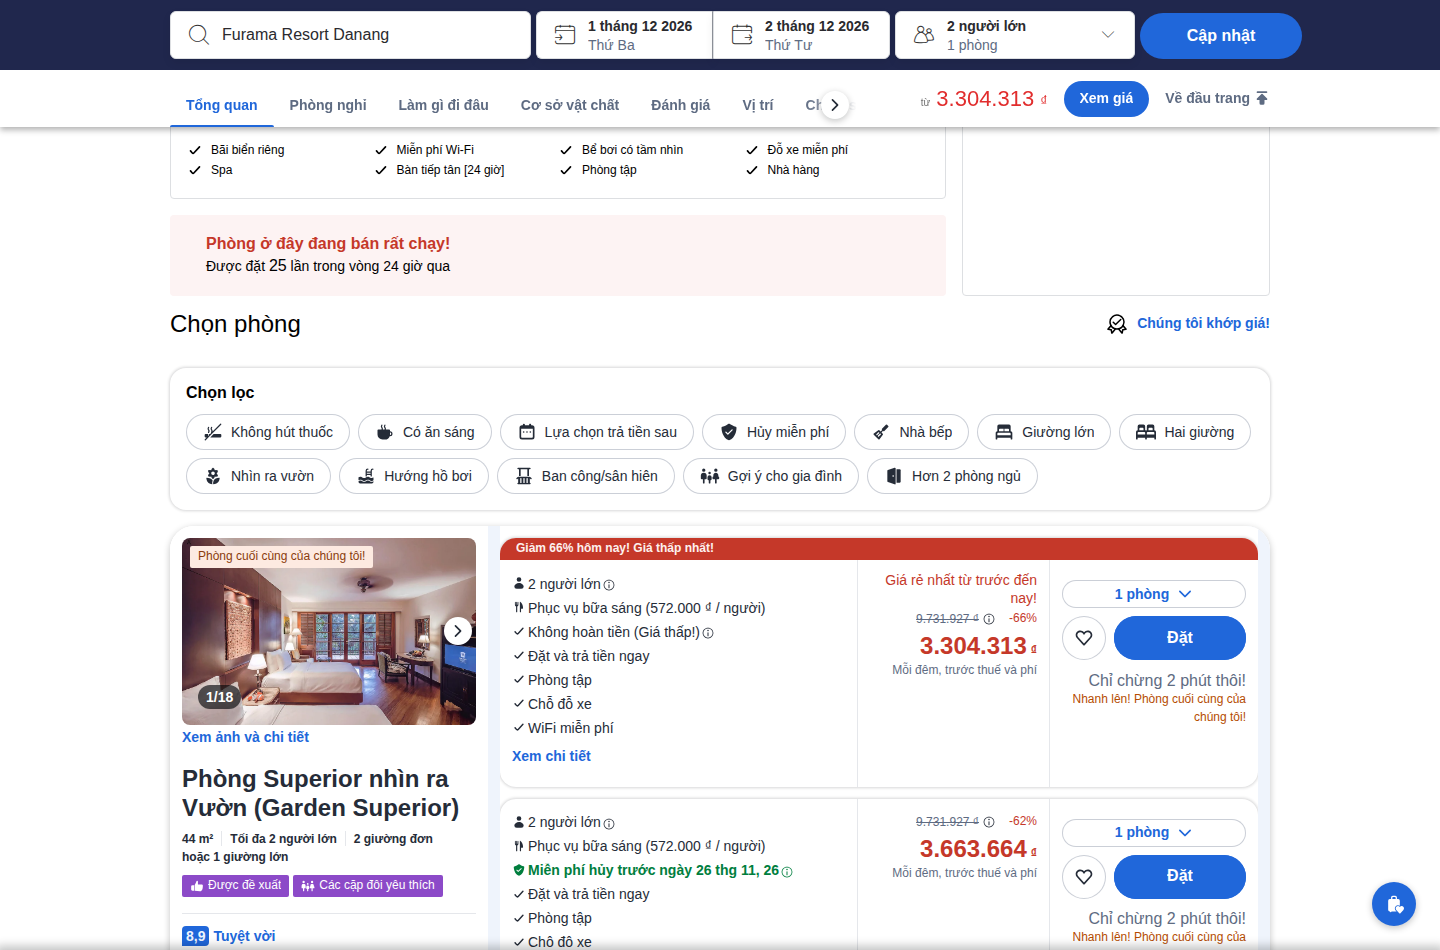 Furama Resort Danang
1 tháng 12 2026
Thứ Ba
2 tháng 12 2026
Thứ Tư
2 người lớn
1 phòng
Cập nhật
Tổng quan
Phòng nghỉ
Làm gì đi đâu
Cơ sở vật chất
Đánh giá
Vị trí
từ 3.304.313 ₫
Xem giá
Về đầu trang
Bãi biển riêng
Miễn phí Wi-Fi
Bể bơi có tầm nhìn
Đỗ xe miễn phí
Spa
Bàn tiếp tân [24 giờ]
Phòng tập
Nhà hàng
Phòng ở đây đang bán rất chạy!
Được đặt 25 lần trong vòng 24 giờ qua
Chọn phòng
Chúng tôi khớp giá!
Chọn lọc
Không hút thuốc
Có ăn sáng
Lựa chọn trả tiền sau
Hủy miễn phí
Nhà bếp
Giường lớn
Hai giường
Nhìn ra vườn
Hướng hồ bơi
Ban công/sân hiên
Gợi ý cho gia đình
Hơn 2 phòng ngủ
Phòng cuối cùng của chúng tôi!
1/18
Xem ảnh và chi tiết
Phòng Superior nhìn ra
Vườn (Garden Superior)
44 m²
Tối đa 2 người lớn
2 giường đơn
hoặc 1 giường lớn
Được đề xuất
Các cặp đôi yêu thích
8,9 Tuyệt vời
Giảm 66% hôm nay! Giá thấp nhất!
2 người lớn
Phục vụ bữa sáng (572.000 ₫ / người)
Không hoàn tiền (Giá thấp!)
Đặt và trả tiền ngay
Phòng tập
Chỗ đỗ xe
WiFi miễn phí
Xem chi tiết
Giá rẻ nhất từ trước đến
nay!
9.731.927 ₫ -66%
3.304.313 ₫
Mỗi đêm, trước thuế và phí
1 phòng
Đặt
Chỉ chừng 2 phút thôi!
Nhanh lên! Phòng cuối cùng của
chúng tôi!
2 người lớn
Phục vụ bữa sáng (572.000 ₫ / người)
Miễn phí hủy trước ngày 26 thg 11, 26
Đặt và trả tiền ngay
Phòng tập
Chỗ đỗ xe
9.731.927 ₫ -62%
3.663.664 ₫
Mỗi đêm, trước thuế và phí
1 phòng
Đặt
Chỉ chừng 2 phút thôi!
Nhanh lên! Phòng cuối cùng của